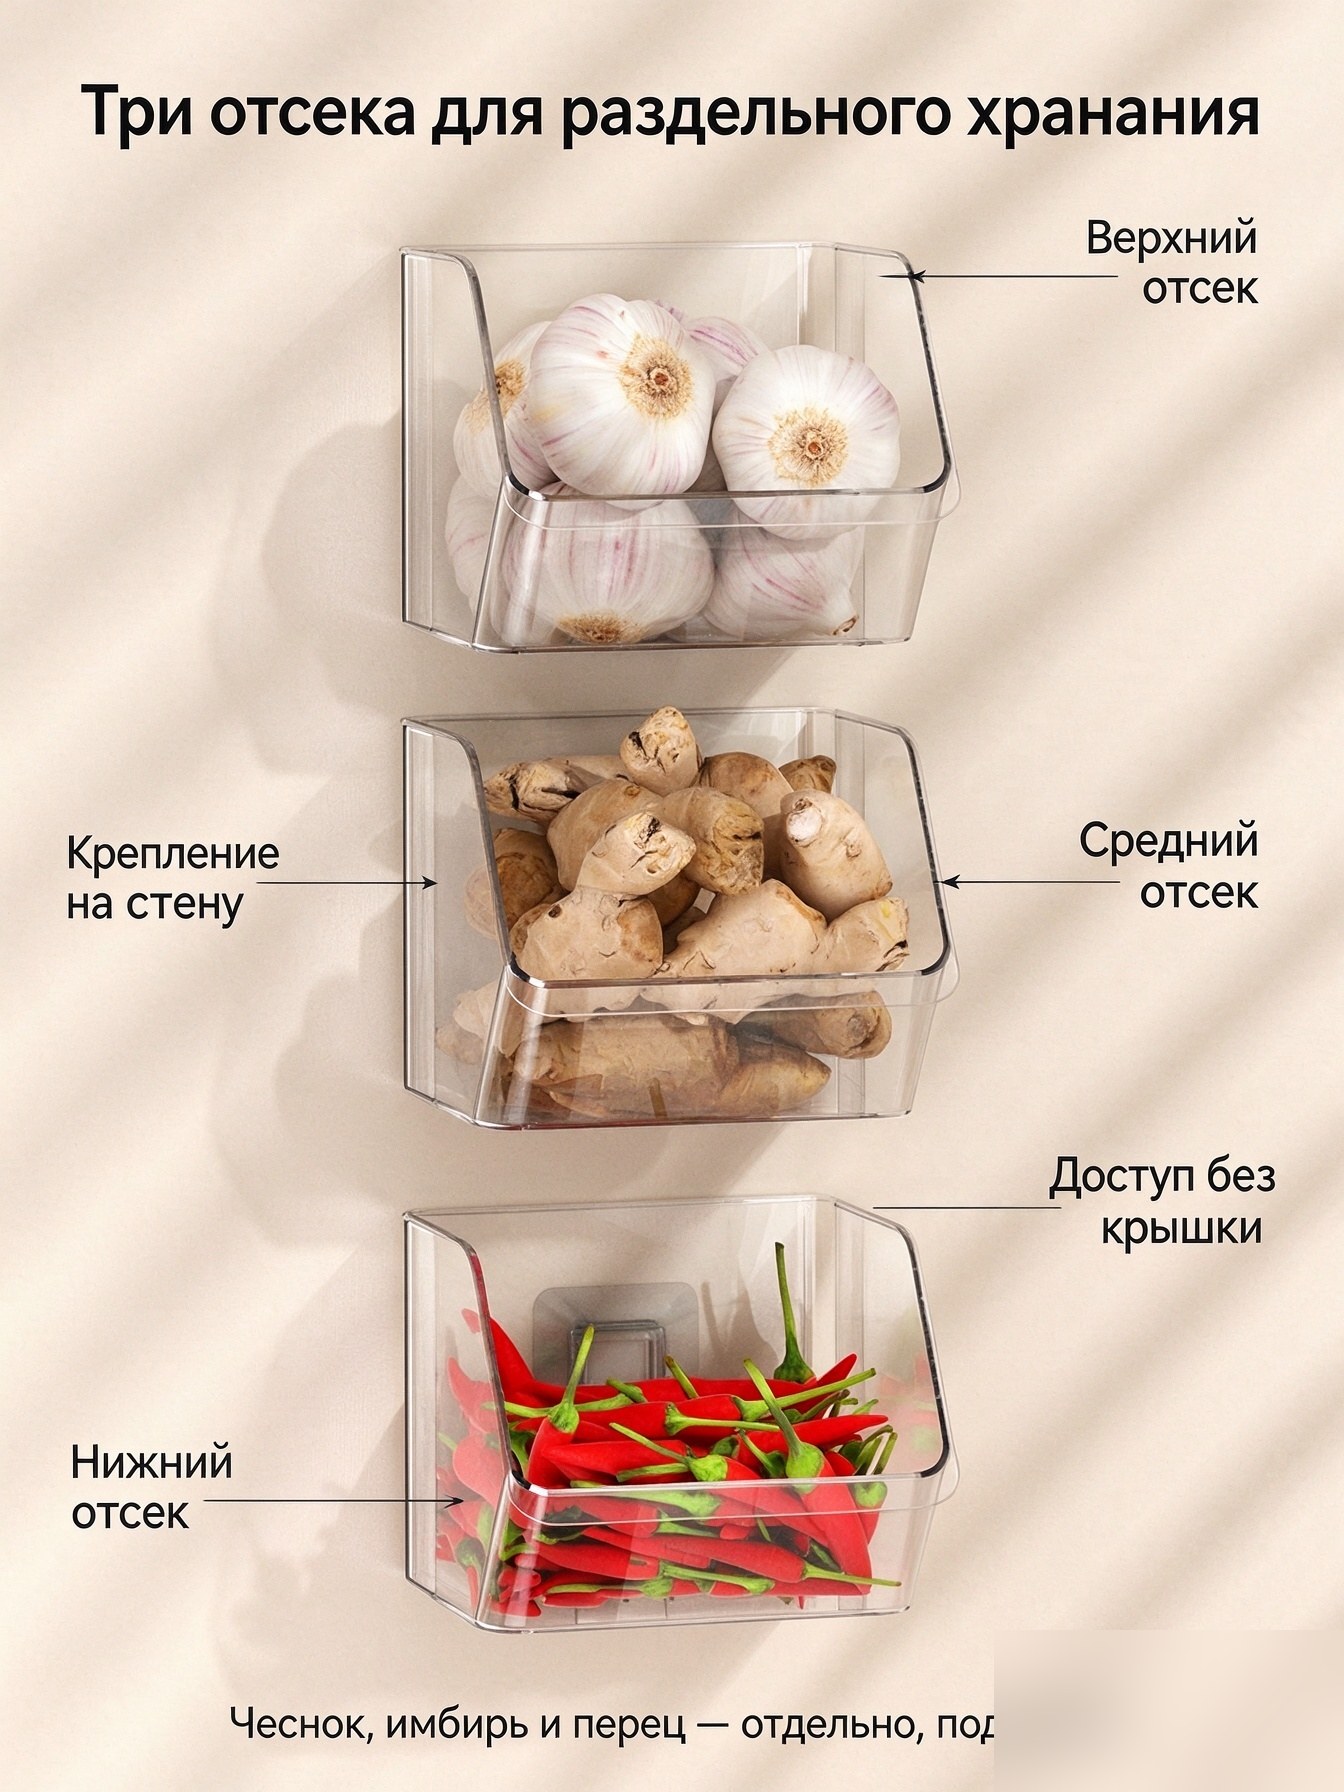 Три отсека для раздельного хранания
Верхний
отсек
Крепление
на стену
Средний
отсек
Доступ без
крышки
Нижний
отсек
Чеснок, имбирь и перец — отдельно,